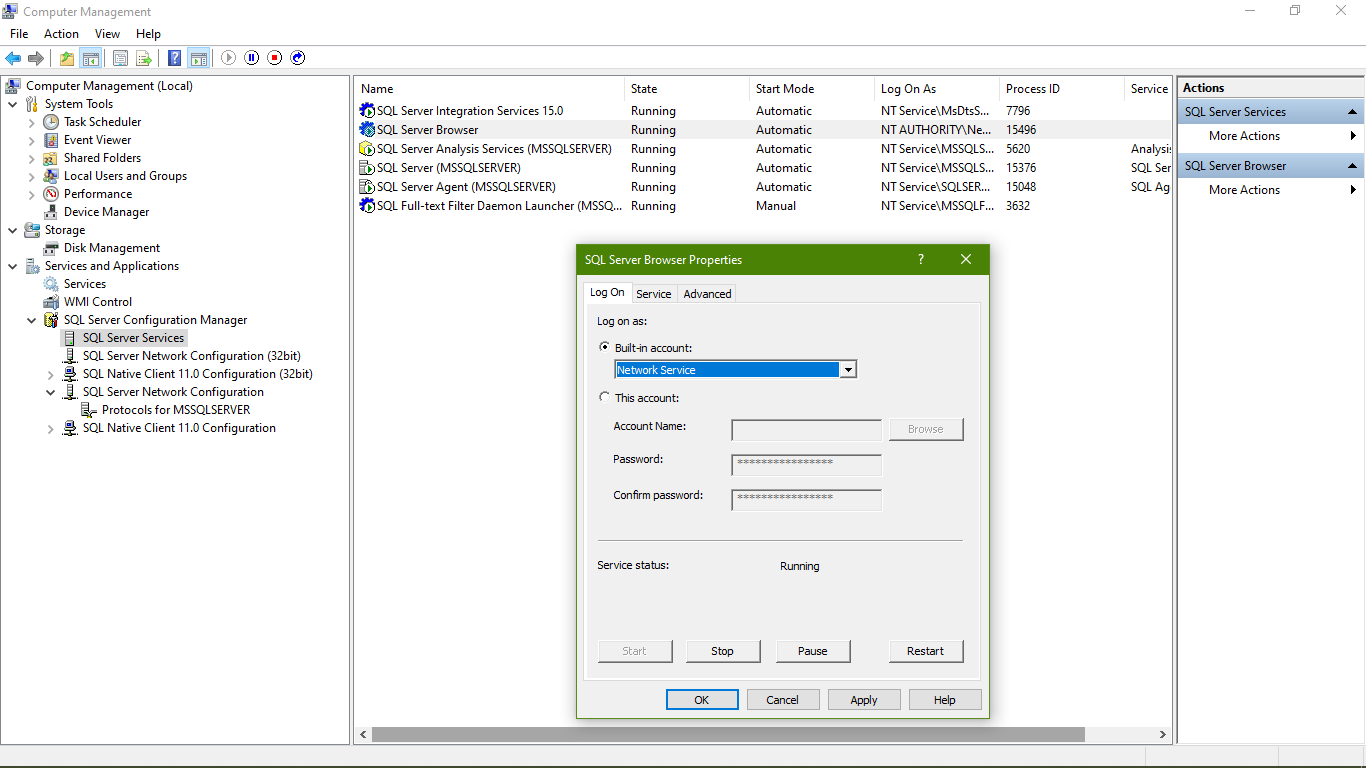 Computer Management
File Action View Help
Computer Management (Local)
System Tools
Task Scheduler
Event Viewer
Shared Folders
Local Users and Groups
Performance
Device Manager
Storage
Disk Management
Services and Applications
Services
WMI Control
SQL Server Configuration Manager
SQL Server Services
SQL Server Network Configuration (32bit)
SQL Native Client 11.0 Configuration (32bit)
SQL Server Network Configuration
Protocols for MSSQLSERVER
SQL Native Client 11.0 Configuration
Name State Start Mode Log On As Process ID Service
SQL Server Integration Services 15.0 Running Automatic NT Service\MsDtsS... 7796
SQL Server Browser Running Automatic NT AUTHORITY\Ne... 15496
SQL Server Analysis Services (MSSQLSERVER) Running Automatic NT Service\MSSQLS... 5620 Analysis
SQL Server (MSSQLSERVER) Running Automatic NT Service\MSSQLS... 15376 SQL Ser
SQL Server Agent (MSSQLSERVER) Running Automatic NT Service\SQLSER... 15048 SQL Ag
SQL Full-text Filter Daemon Launcher (MSSQ... Running Manual NT Service\MSSQLF... 3632
SQL Server Browser Properties ?
Log On Service Advanced
Log on as:
Built-in account:
Network Service
This account:
Account Name: Browse
Password: ****************
Confirm password: ****************
Service status: Running
Start Stop Pause Restart
OK Cancel Apply Help
Actions
SQL Server Services
More Actions
SQL Server Browser
More Actions